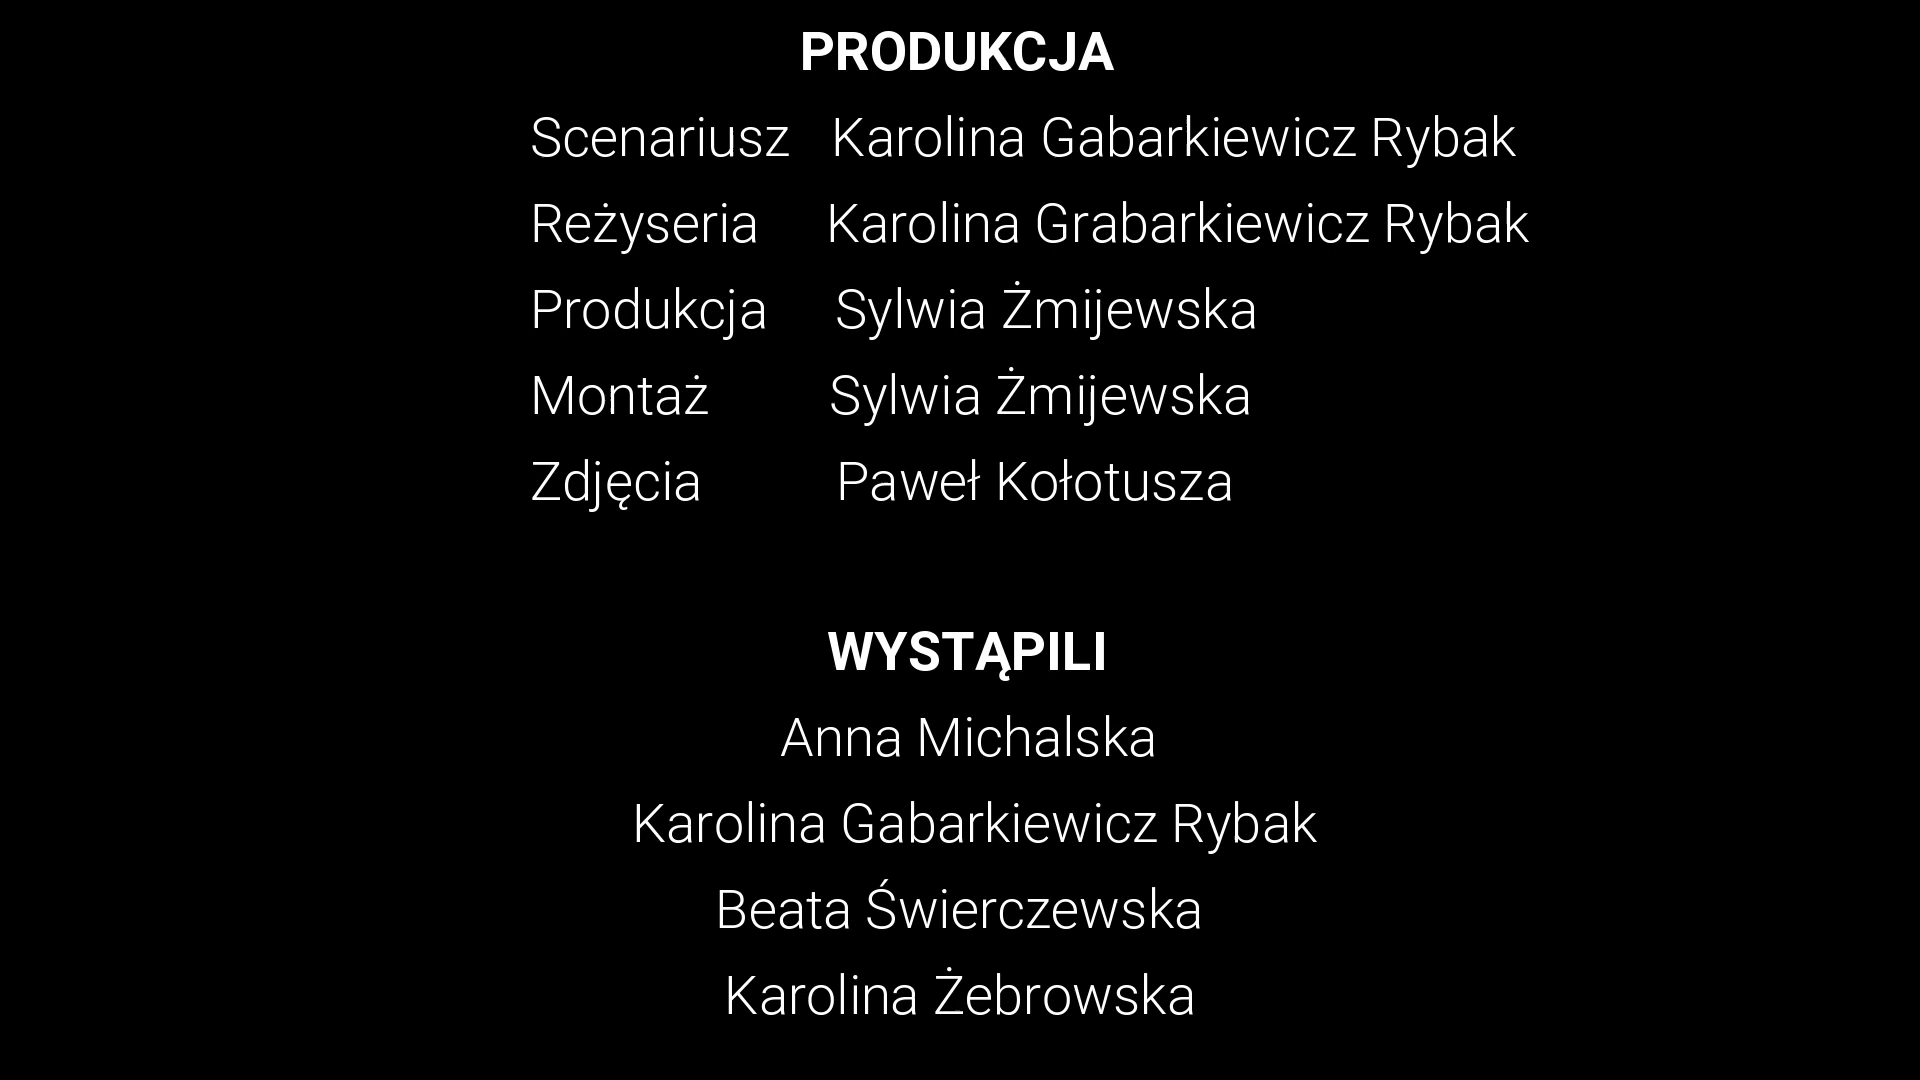 PRODUKCJA
Scenariusz Karolina Gabarkiewicz Rybak
Reżyseria Karolina Grabarkiewicz Rybak
Produkcja Sylwia Żmijewska
Montaż Sylwia Żmijewska
Zdjęcia Paweł Kołotusza
WYSTĄPILI
Anna Michalska
Karolina Gabarkiewicz Rybak
Beata Świerczewska
Karolina Żebrowska